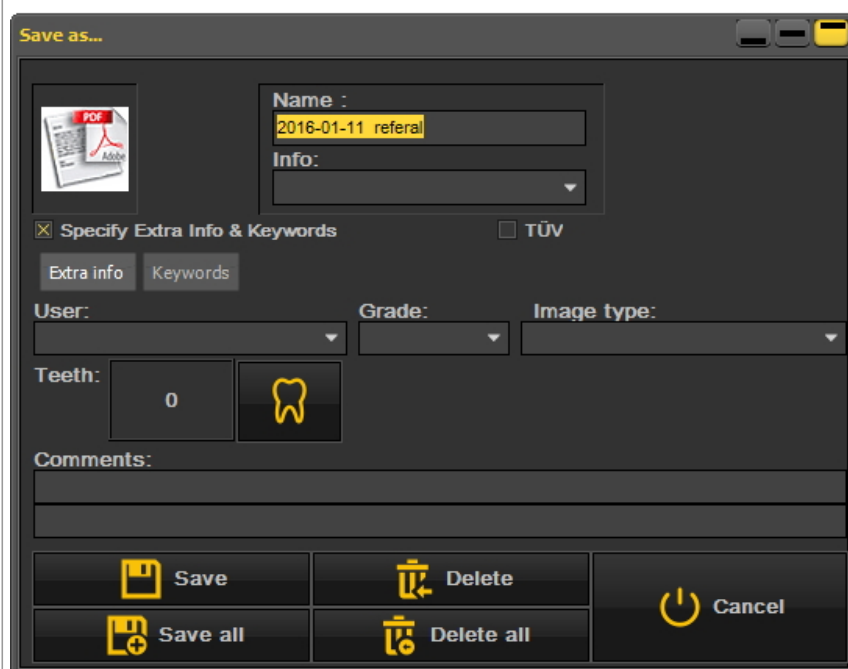 Save as...
PDF
Adobe
Name :
2016-01-11 referal
Info:
Specify Extra Info & Keywords
TÜV
Extra info
Keywords
User:
Grade:
Image type:
Teeth:
0
Comments:
Save
Delete
Cancel
Save all
Delete all